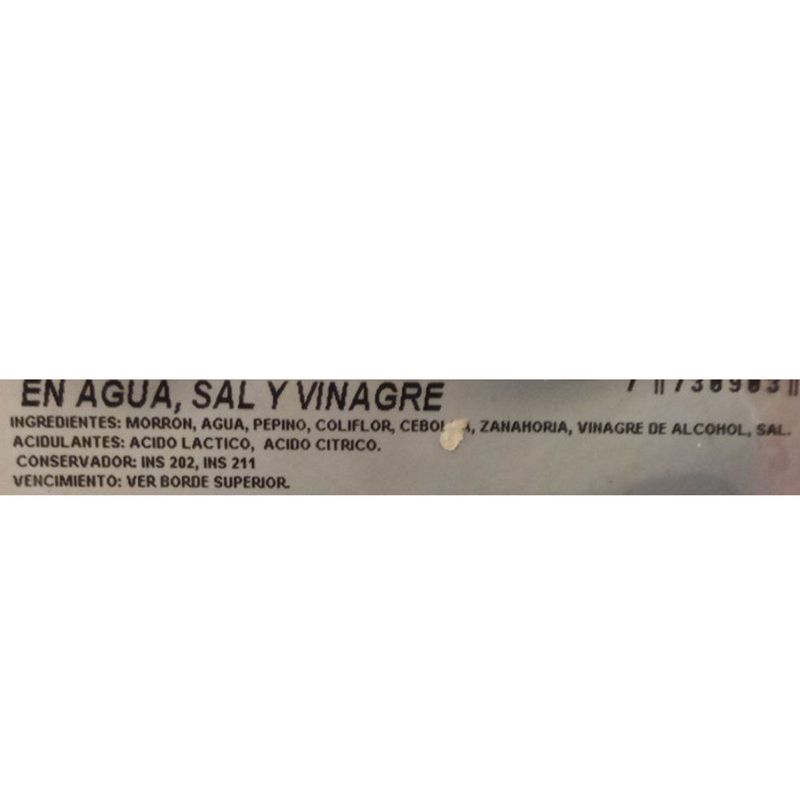 EN AGUA, SAL Y VINAGRE
INGREDIENTES: MORRON, AGUA, PEPINO, COLIFLOR, ZANAHORIA, VINAGRE DE ALCOHOL, SAL.
ACIDULANTES: ACIDO LACTICO, ACIDO CITRICO.
CONSERVADOR: INS 202, INS 211
VENCIMIENTO: VER BORDE SUPERIOR.